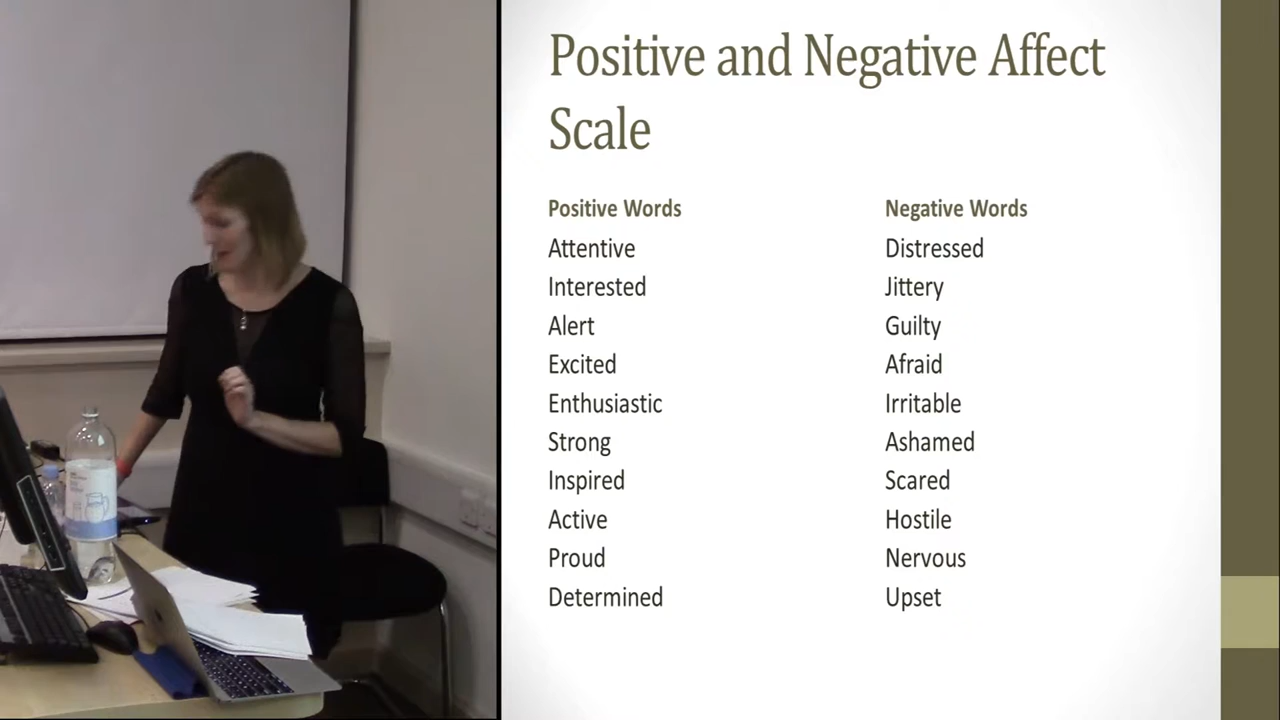 Positive and Negative Affect
Scale
Positive Words
Negative Words
Attentive
Distressed
Interested
Jittery
Alert
Guilty
Excited
Afraid
Enthusiastic
Irritable
Strong
Ashamed
Inspired
Scared
Active
Hostile
Proud
Nervous
Determined
Upset